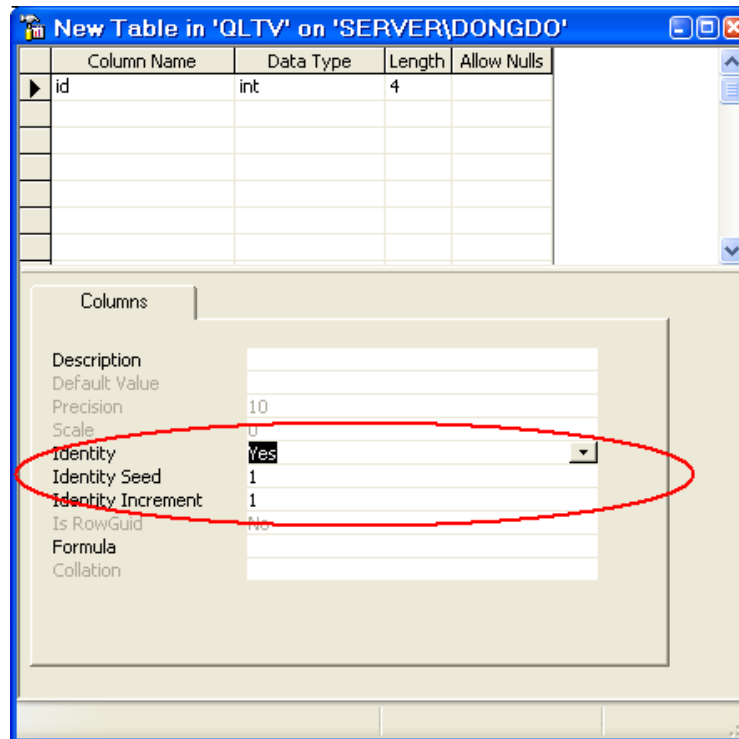 New Table in 'QLTV' on 'SERVER\DONGDO'
Column Name Data Type Length Allow Nulls
id int 4
Columns
Description
Default Value
Precision 10
Scale 0
Identity Yes
Identity Seed 1
Identity Increment 1
Is RowGuid No
Formula
Collation